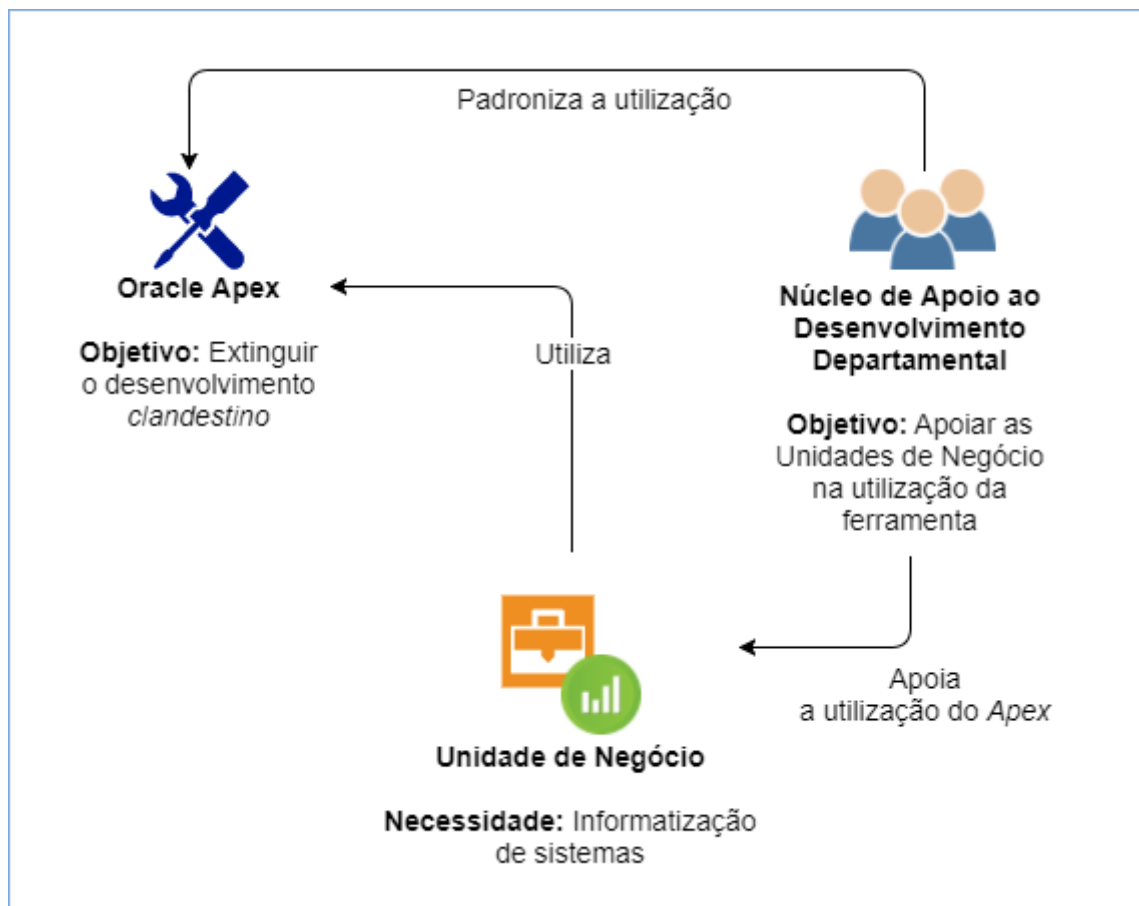 Padroniza a utilização
Oracle Apex
Objetivo: Extinguir
o desenvolvimento
clandestino
Utiliza
Núcleo de Apoio ao
Desenvolvimento
Departamental
Objetivo: Apoiar as
Unidades de Negócio
na utilização da
ferramenta
Apoia
a utilização do Apex
Unidade de Negócio
Necessidade: Informatização
de sistemas